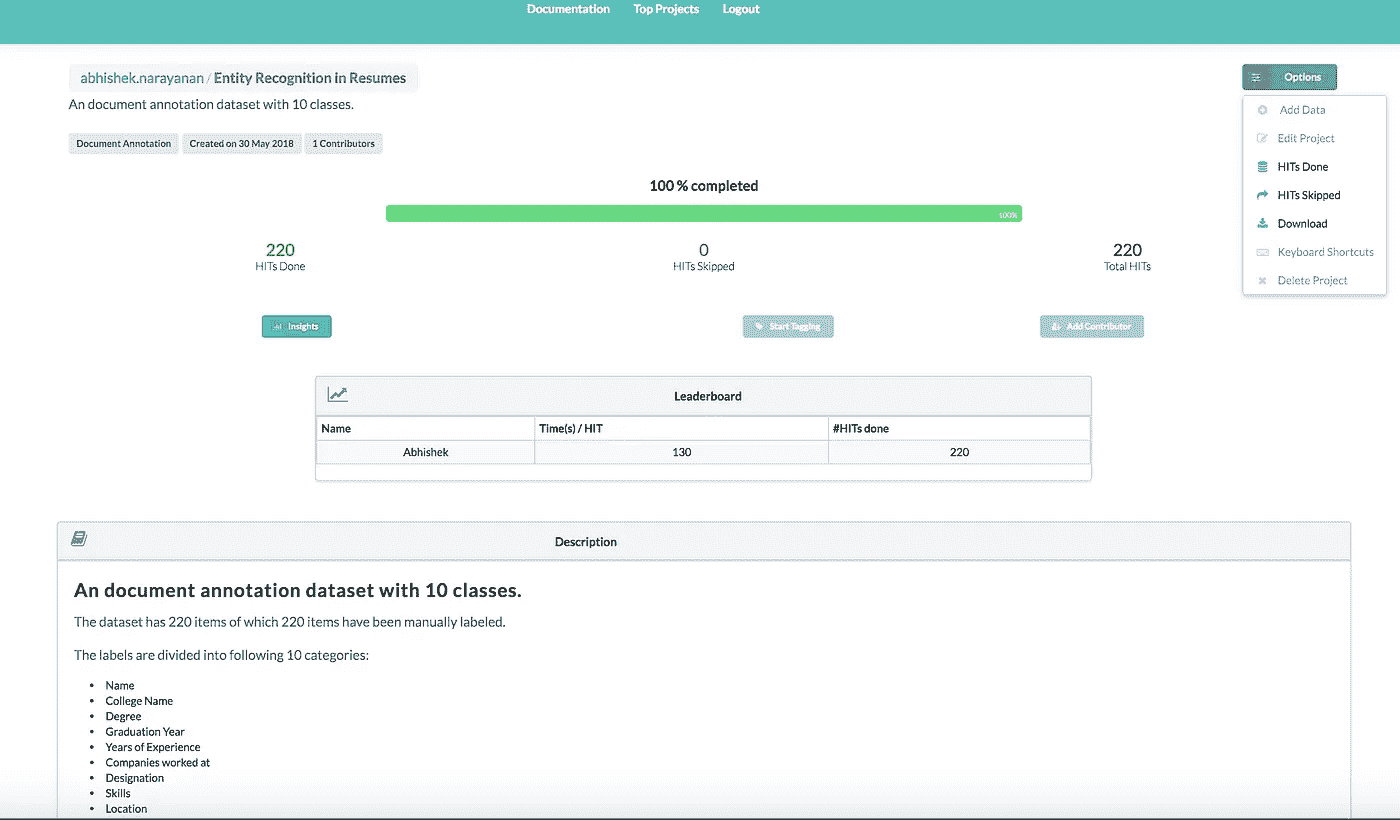 Documentation Top Projects Logout
abhishek.narayanan / Entity Recognition in Resumes
Options
An document annotation dataset with 10 classes.
Add Data
Edit Project
HITs Done
HITs Skipped
Download
Keyboard Shortcuts
Delete Project
Document Annotation Created on 30 May 2018 1 Contributors
100 % completed
100%
220 0 220
HITs Done HITs Skipped Total HITs
Insights Start Tagging Add Contributor
Leaderboard
Name Time(s) / HIT #HITs done
Abhishek 130 220
Description
An document annotation dataset with 10 classes.
The dataset has 220 items of which 220 items have been manually labeled.
The labels are divided into following 10 categories:
• Name
• College Name
• Degree
• Graduation Year
• Years of Experience
• Companies worked at
• Designation
• Skills
• Location